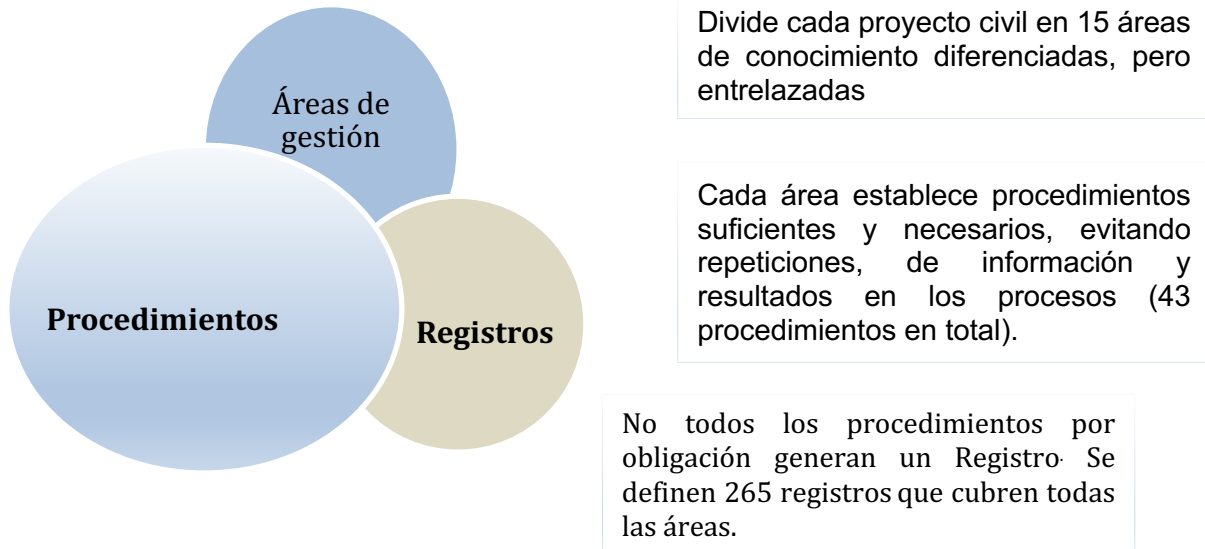 Áreas de
gestión
Procedimientos
Registros
Divide cada proyecto civil en 15 áreas
de conocimiento diferenciadas, pero
entrelazadas
Cada área establece procedimientos
suficientes y necesarios, evitando
repeticiones, de información y
resultados en los procesos (43
procedimientos en total).
No todos los procedimientos por
obligación generan un Registro. Se
definen 265 registros que cubren todas
las áreas.